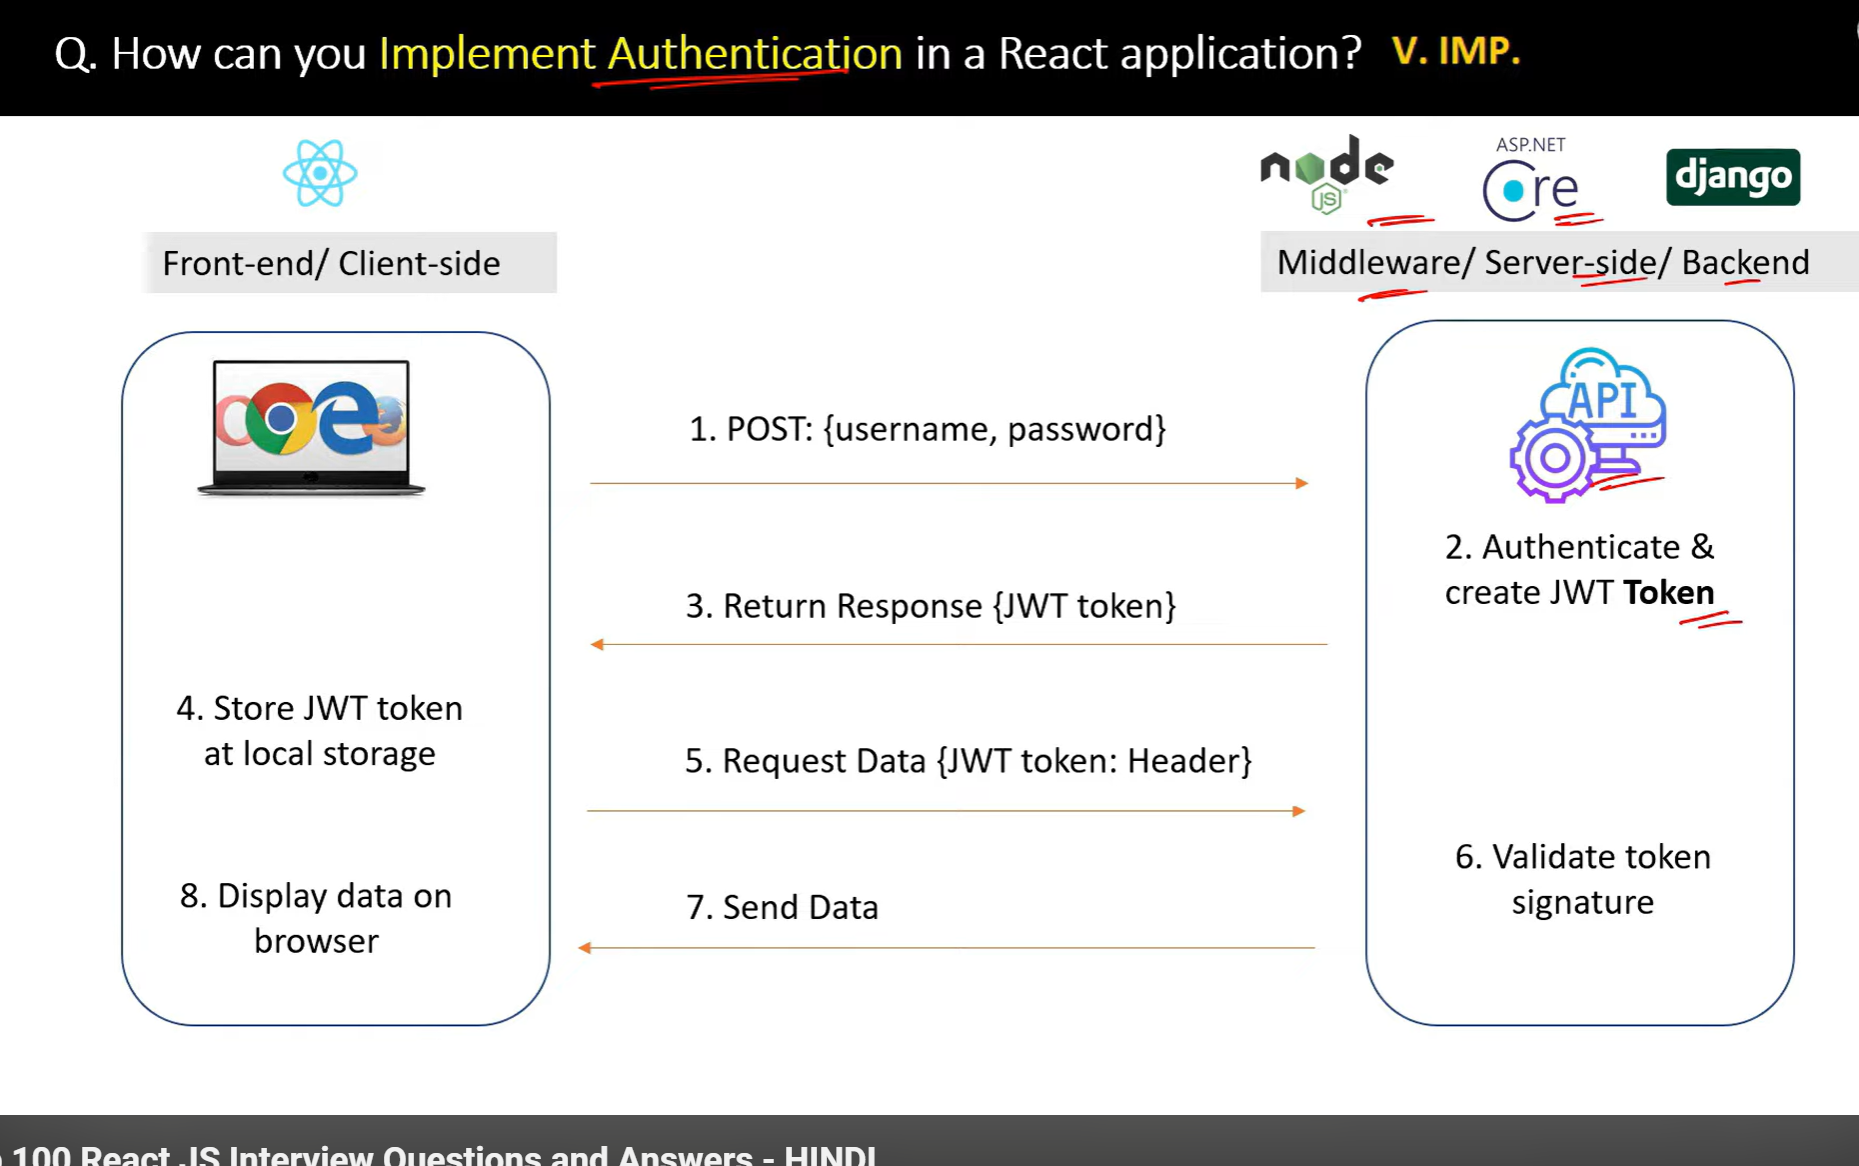 Q. How can you Implement Authentication in a React application? V. IMP.
node
JS
ASP.NET
Core
django
Front-end/ Client-side
Middleware/ Server-side/ Backend
API
1. POST: {username, password}
2. Authenticate &
create JWT Token
3. Return Response {JWT token}
4. Store JWT token
at local storage
5. Request Data {JWT token: Header}
6. Validate token
signature
7. Send Data
8. Display data on
browser
100 React JS Interview Questions and Answers - HINDI